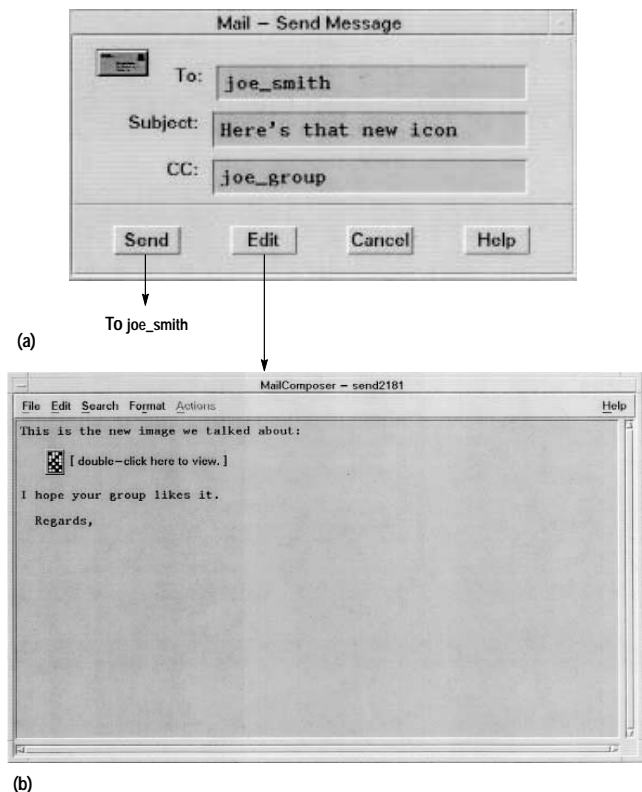 Mail – Send Message
To: joe_smith
Subject: Here's that new icon
CC: joe_group
Send Edit Cancel Help
To joe_smith
(a)
MailComposer – send2181
File Edit Search Format Actions Help
This is the new image we talked about:
[ double–click here to view. ]
I hope your group likes it.
Regards,
(b)